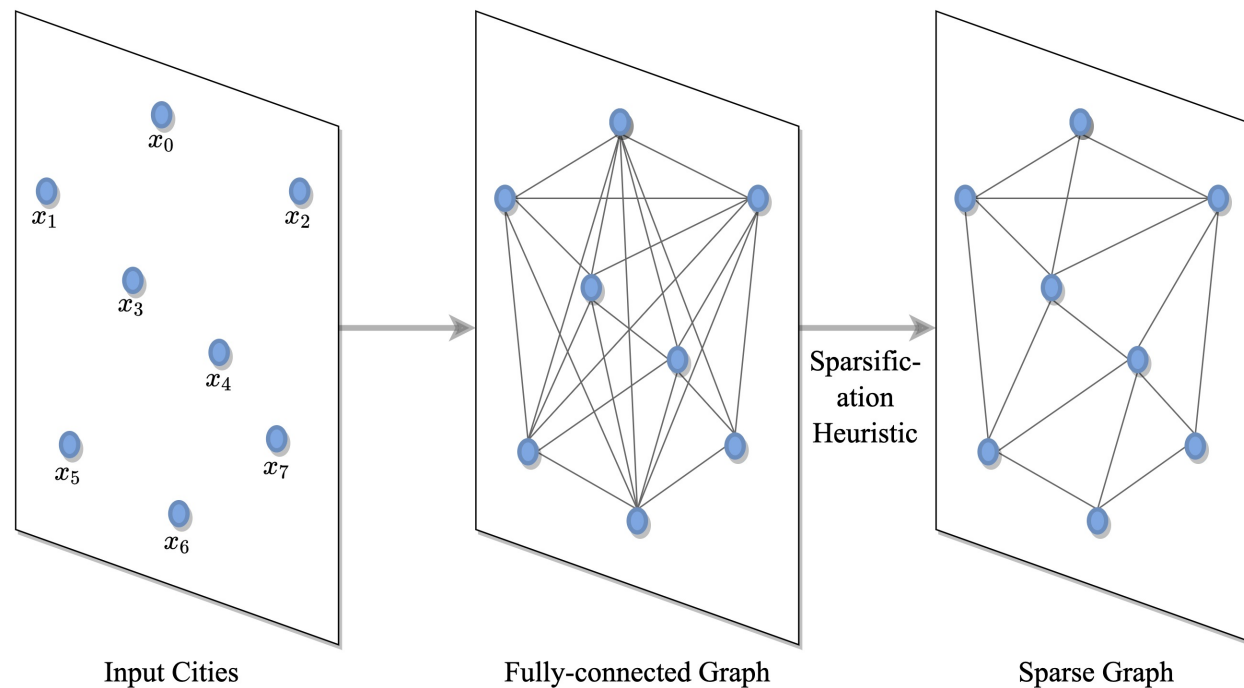 x₀
x₁
x₂
x₃
x₄
x₅
x₇
x₆
Sparsific-
ation
Heuristic
Input Cities
Fully-connected Graph
Sparse Graph